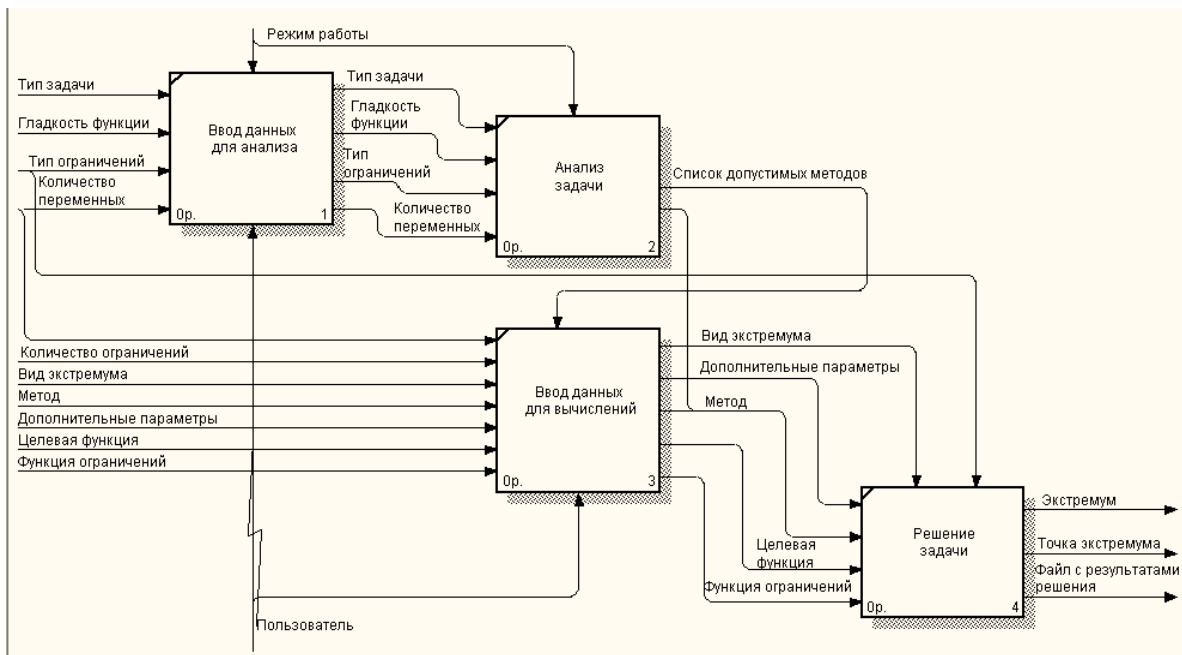 Режим работы
Тип задачи
Гладкость функции
Тип ограничений
Количество
переменных
Ввод данных
для анализа
0р.
1
Тип задачи
Гладкость
функции
Тип
ограничений
Количество
переменных
Анализ
задачи
0р.
2
Список допустимых методов
Количество ограничений
Вид экстремума
Метод
Дополнительные параметры
Целевая функция
Функция ограничений
Ввод данных
для вычислений
0р.
3
Вид экстремума
Дополнительные параметры
Метод
Целевая
функция
Функция ограничений
Решение
задачи
0р.
4
Экстремум
Точка экстремума
Файл с результатами
решения
Пользователь